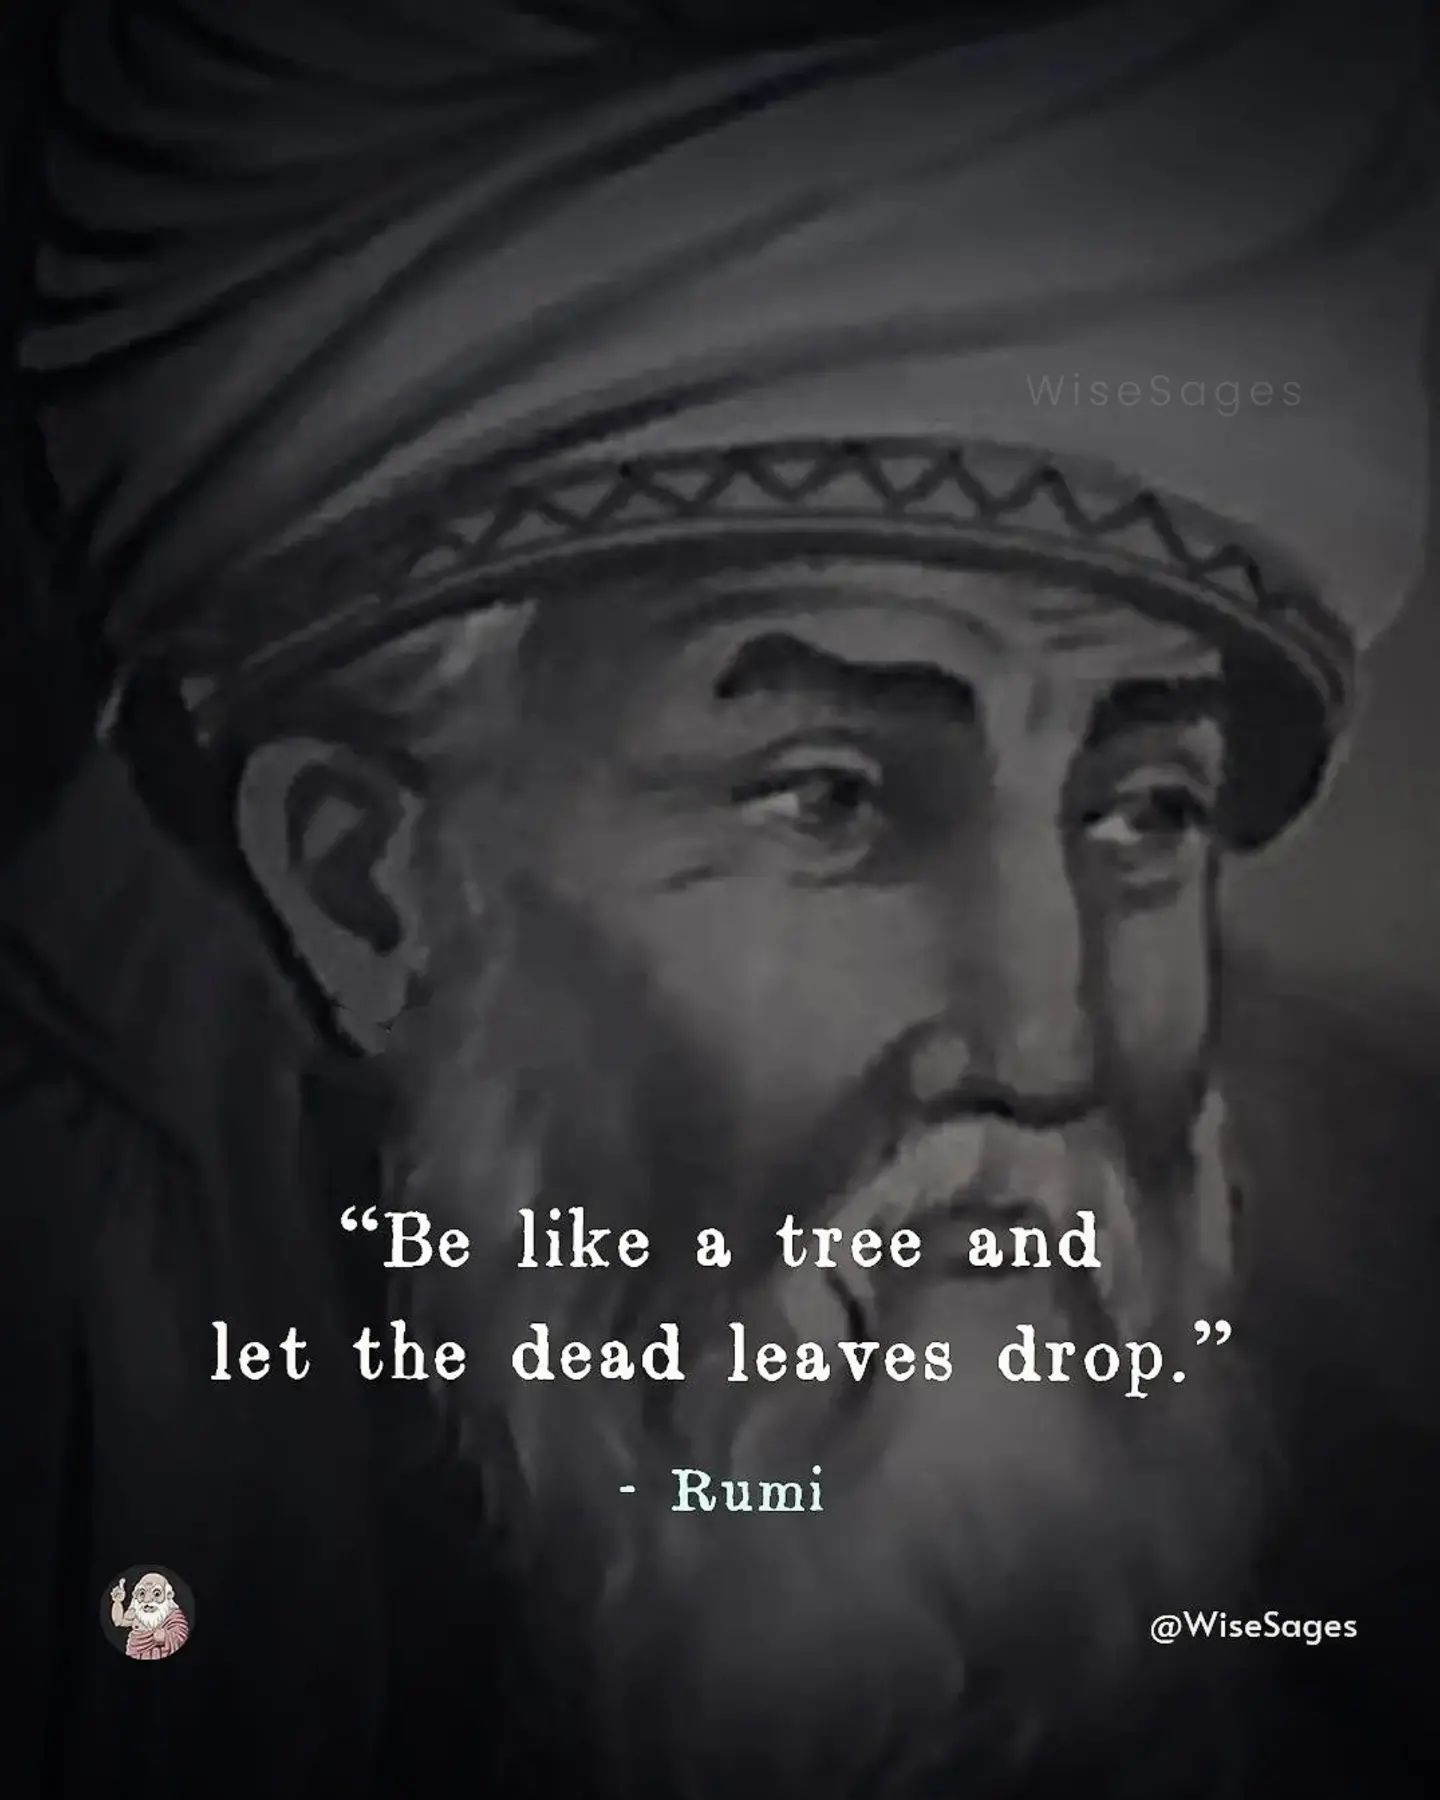 WiseSages
“Be like a tree and
let the dead leaves drop.”
- Rumi
@WiseSages